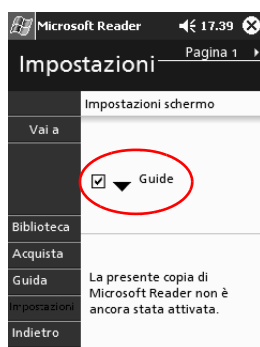 Microsoft Reader 17.39
Impostazioni
Pagina 1
Impostazioni schermo
Vai a
Guide
Biblioteca
Acquista
Guida
Impostazioni
Indietro
La presente copia di
Microsoft Reader non è
ancora stata attivata.